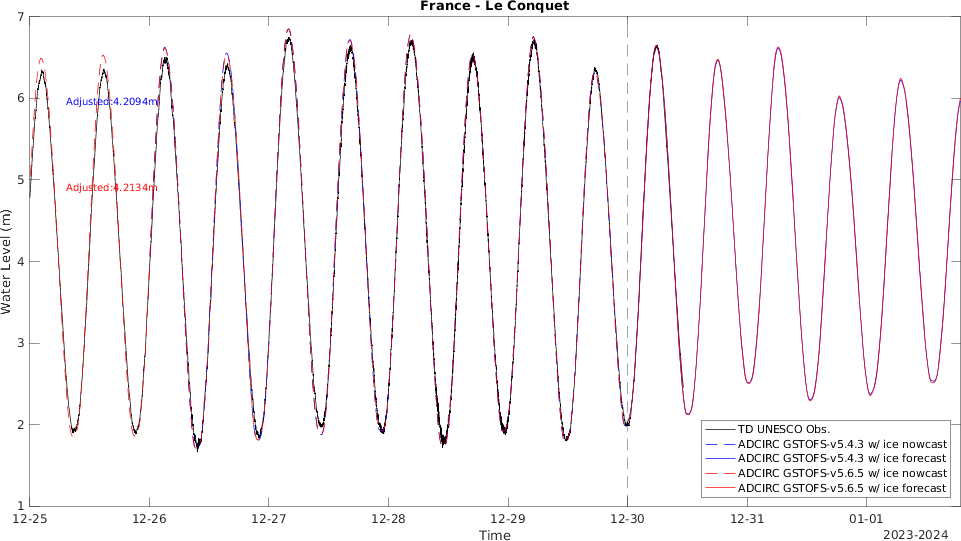 France - Le Conquet
7
6
5
4
3
2
1
Water Level (m)
Adjusted:4.2094m
Adjusted:4.2134m
TD UNESCO Obs.
ADCIRC GSTOFS-v5.4.3 w/ ice nowcast
ADCIRC GSTOFS-v5.4.3 w/ ice forecast
ADCIRC GSTOFS-v5.6.5 w/ ice nowcast
ADCIRC GSTOFS-v5.6.5 w/ ice forecast
12-25 12-26 12-27 12-28 12-29 12-30 12-31 01-01
Time
2023-2024